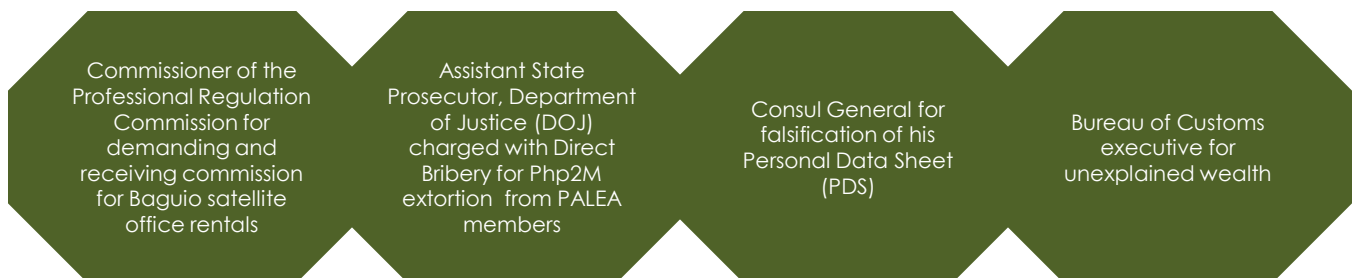 Commissioner of the
Professional Regulation
Commission for
demanding and
receiving commission
for Baguio satellite
office rentals
Assistant State
Prosecutor, Department
of Justice (DOJ)
charged with Direct
Bribery for Php2M
extortion from PALEA
members
Consul General for
falsification of his
Personal Data Sheet
(PDS)
Bureau of Customs
executive for
unexplained wealth